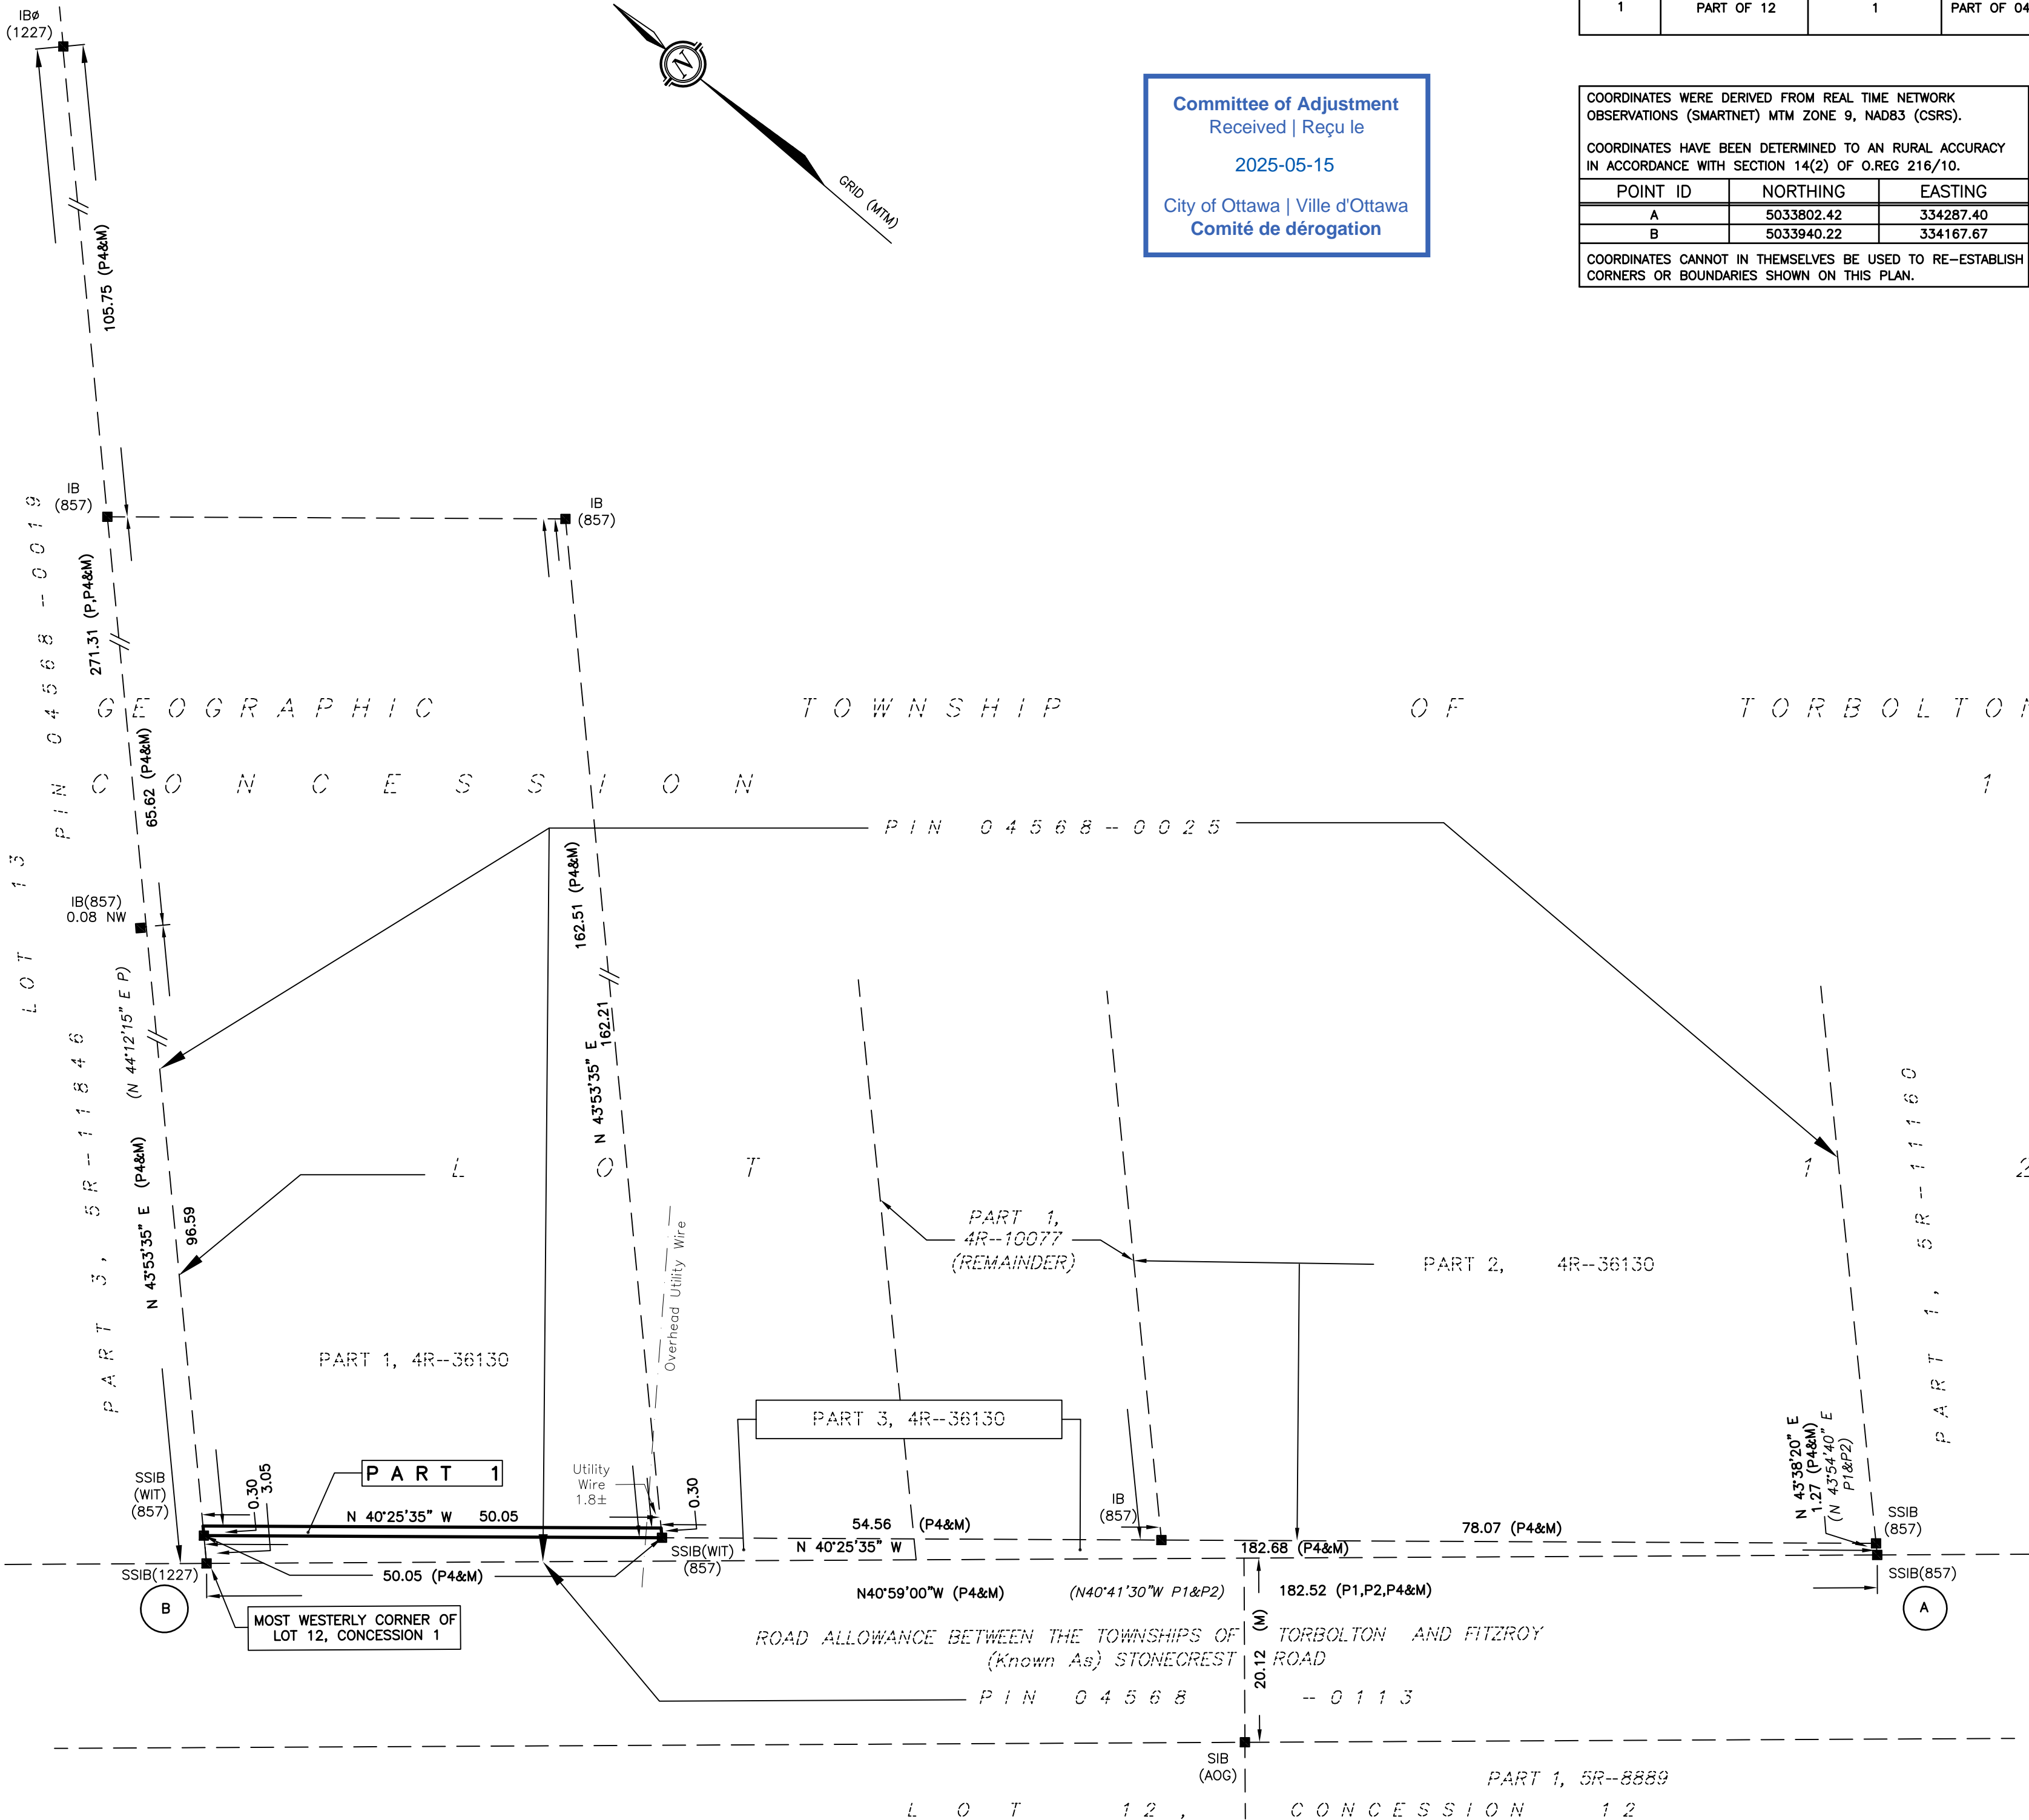 IBø
(1227)
1 PART OF 12 1 PART OF 04
N
GRID (MTM)
Committee of Adjustment
Received | Reçu le
2025-05-15
City of Ottawa | Ville d'Ottawa
Comité de dérogation
COORDINATES WERE DERIVED FROM REAL TIME NETWORK
OBSERVATIONS (SMARTNET) MTM ZONE 9, NAD83 (CSRS).
COORDINATES HAVE BEEN DETERMINED TO AN RURAL ACCURACY
IN ACCORDANCE WITH SECTION 14(2) OF O.REG 216/10.
POINT ID NORTHING EASTING
A 5033802.42 334287.40
B 5033940.22 334167.67
COORDINATES CANNOT IN THEMSELVES BE USED TO RE-ESTABLISH
CORNERS OR BOUNDARIES SHOWN ON THIS PLAN.
105.75 (P4&M)
IB
(857)
IB
(857)
271.31 (P,P4&M)
LOT 13 PIN 04568--0019
GEOGRAPHIC TOWNSHIP OF TORBOLTON
CONCESSION 1
65.62 (P4&M)
PIN 04568--0025
162.51 (P4&M)
IB(857)
0.08 NW
(N 44°12'15" E P)
N 43°53'35" E 162.21
PART 3, 5R--11846
N 43°53'35" E (P4&M)
96.59
LOT 12
PART 1, 5R--11160
Overhead Utility Wire
PART 1,
4R--10077
(REMAINDER)
PART 2, 4R--36130
PART 1, 4R--36130
PART 3, 4R--36130
N 43°38'20" E
1.27 (P4&M)
(N 43°54'40" E
P1&P2)
SSIB
(WIT)
(857)
0.30
3.05
PART 1
Utility
Wire
1.8±
0.30
IB
(857)
SSIB
(857)
N 40°25'35" W 50.05
54.56 (P4&M)
78.07 (P4&M)
N 40°25'35" W
182.68 (P4&M)
SSIB(WIT)
(857)
SSIB(1227)
50.05 (P4&M)
SSIB(857)
B
N40°59'00"W (P4&M) (N40°41'30"W P1&P2) 182.52 (P1,P2,P4&M)
A
MOST WESTERLY CORNER OF
LOT 12, CONCESSION 1
ROAD ALLOWANCE BETWEEN THE TOWNSHIPS OF TORBOLTON AND FITZROY
(Known As) STONECREST ROAD
20.12 (M)
PIN 04568 --0113
SIB
(AOG)
PART 1, 5R--8889
LOT 12, CONCESSION 12